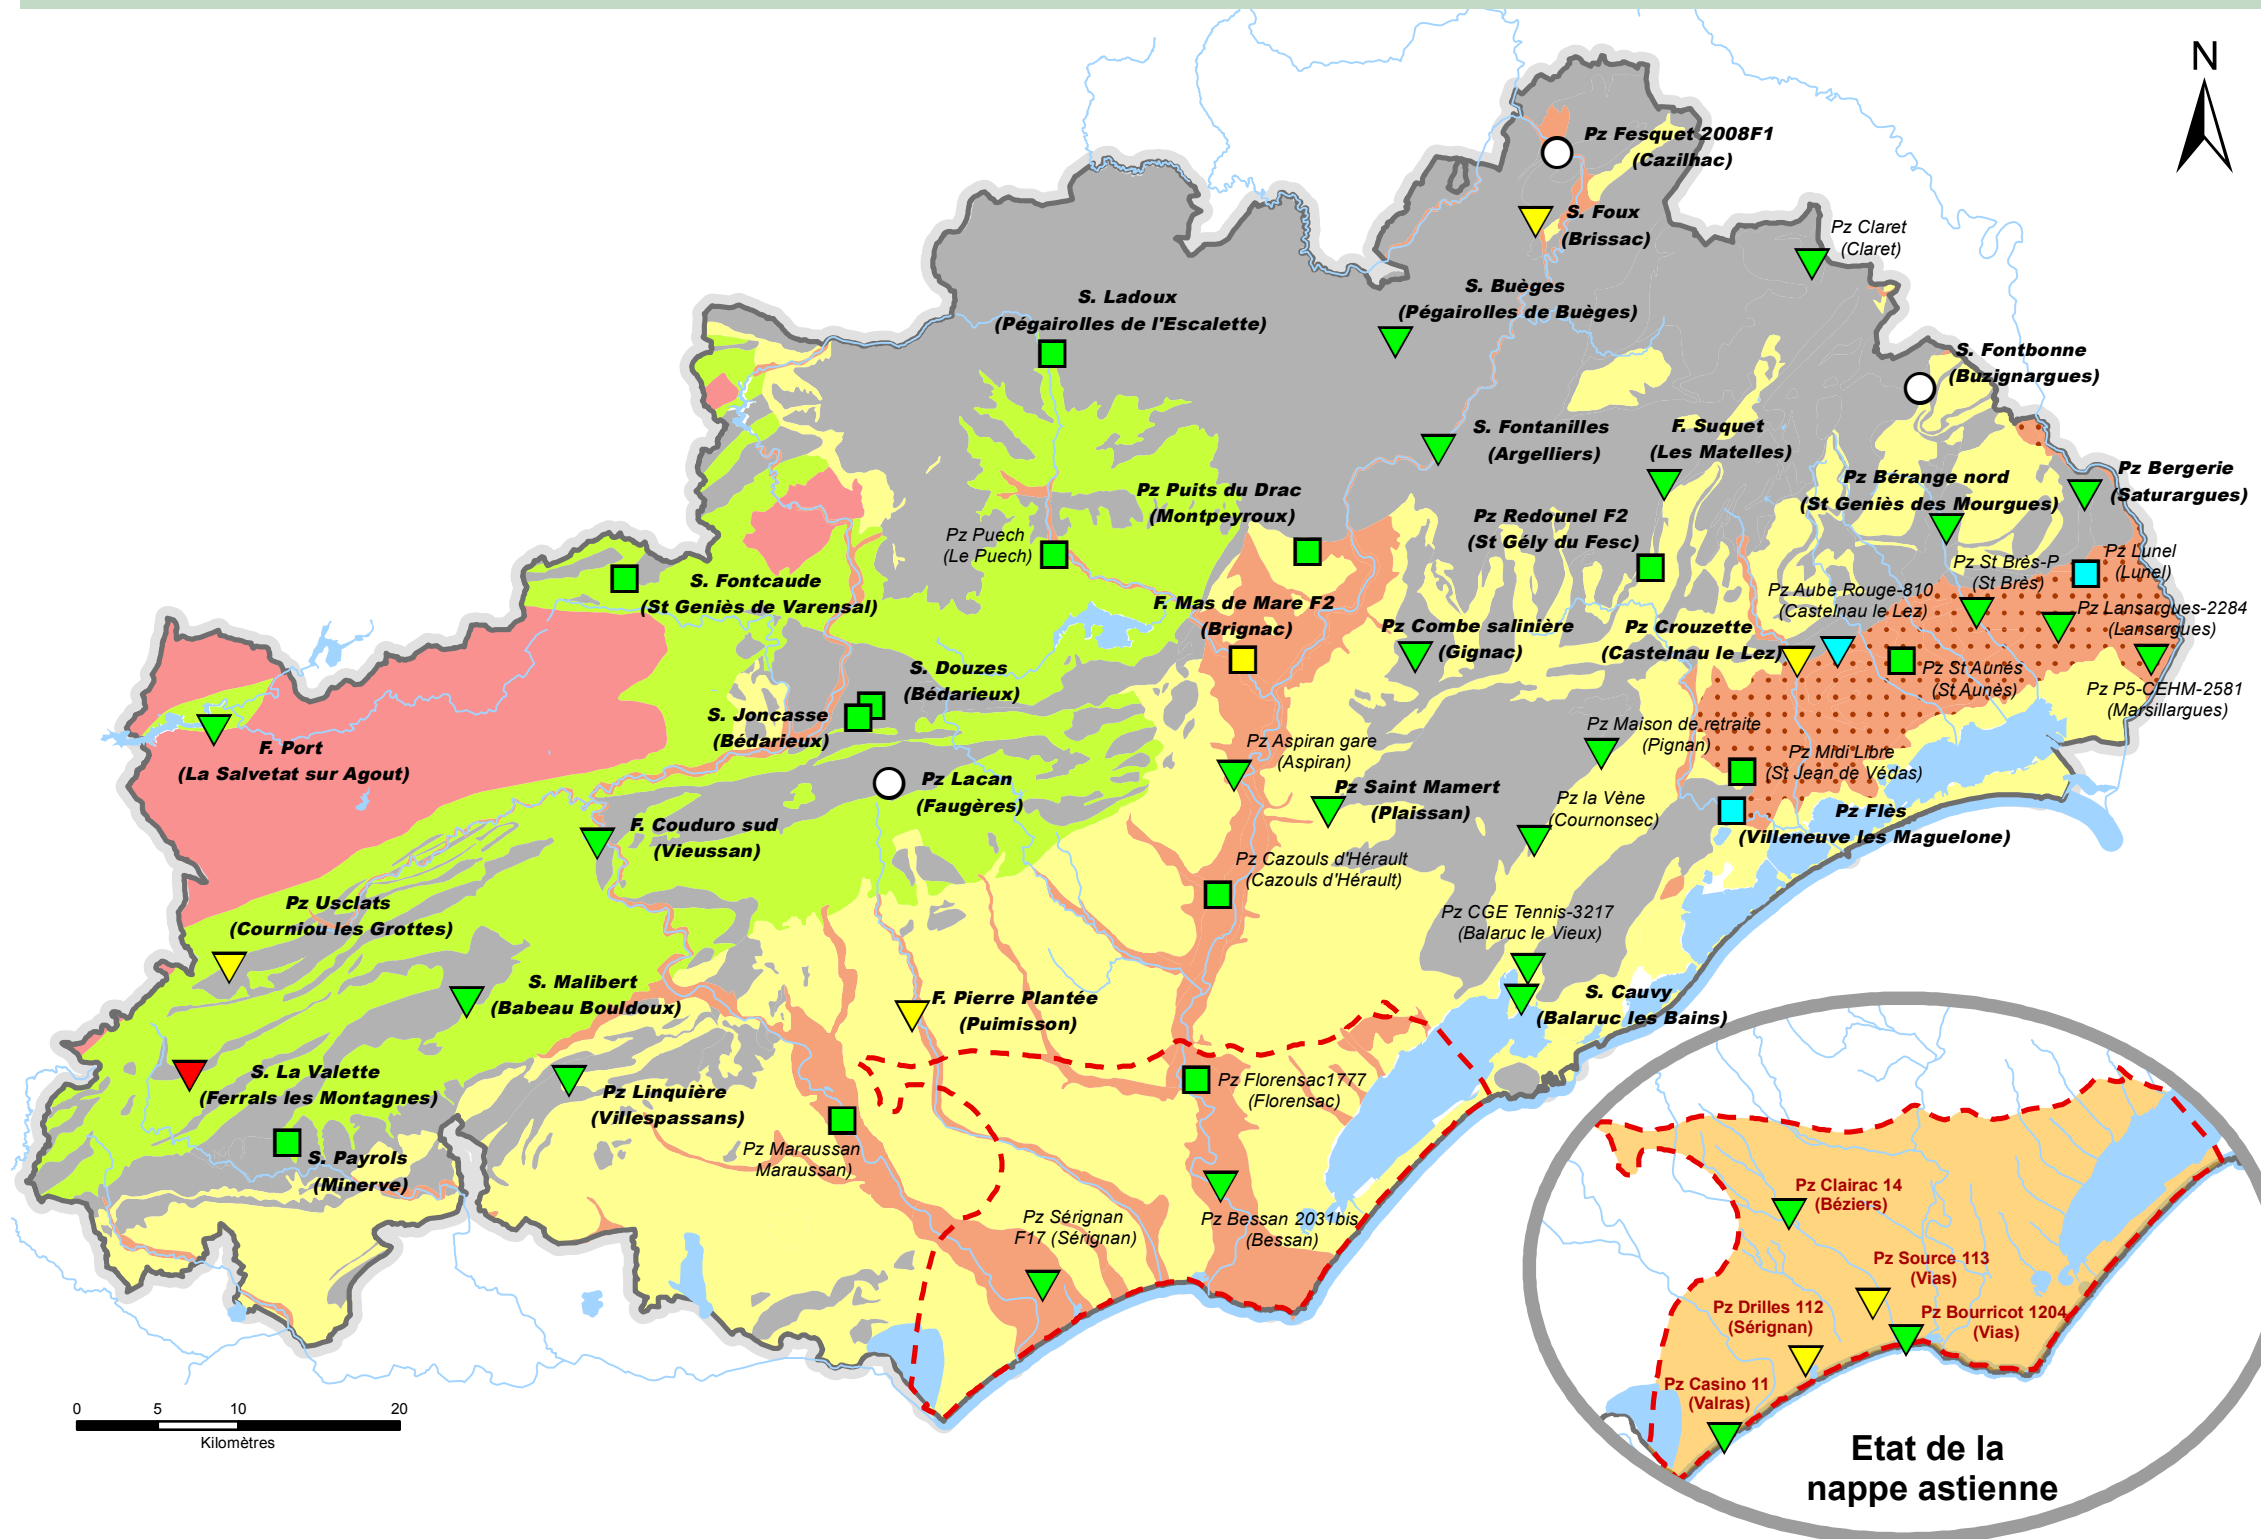 N
Pz Fesquet 2008F1
(Cazilhac)
S. Foux
(Brissac)
Pz Claret
(Claret)
S. Buèges
(Pégairolles de Buèges)
S. Ladoux
(Pégairolles de l'Escalette)
S. Fontbonne
(Buzignargues)
S. Fontanilles
(Argelliers)
F. Suquet
(Les Matelles)
Pz Bérange nord
(St Geniès des Mourgues)
Pz Bergerie
(Saturargues)
Pz Puits du Drac
(Montpeyroux)
Pz Redounel F2
(St Gély du Fesc)
Pz Puech
(Le Puech)
Pz St Brès-P
(St Brès)
Pz Lunel
(Lunel)
S. Fontcaude
(St Geniès de Varensal)
Pz Aube Rouge-810
(Castelnau le Lez)
F. Mas de Mare F2
(Brignac)
Pz Lansargues-2284
(Lansargues)
Pz Combe salinière
(Gignac)
Pz Crouzette
(Castelnau le Lez)
S. Douzes
(Bédarieux)
Pz St Aunés
(St Aunès)
Pz P5-CEHM-2581
(Marsillargues)
S. Joncasse
(Bédarieux)
Pz Maison de retraite
(Pignan)
F. Port
(La Salvetat sur Agout)
Pz Aspiran gare
(Aspiran)
Pz Midi Libre
(St Jean de Védas)
Pz Lacan
(Faugères)
Pz Saint Mamert
(Plaissan)
Pz la Vène
(Cournonsec)
Pz Flès
(Villeneuve les Maguelone)
F. Couduro sud
(Vieussan)
Pz Cazouls d'Hérault
(Cazouls d'Hérault)
Pz Usclats
(Courniou les Grottes)
Pz CGE Tennis-3217
(Balaruc le Vieux)
S. Malibert
(Babeau Bouldoux)
F. Pierre Plantée
(Puimisson)
S. Cauvy
(Balaruc les Bains)
S. La Valette
(Ferrals les Montagnes)
Pz Linquière
(Villespassans)
Pz Florensac1777
(Florensac)
S. Payrols
(Minerve)
Pz Maraussan
Maraussan)
Pz Sérignan
F17 (Sérignan)
Pz Bessan 2031bis
(Bessan)
Pz Clairac 14
(Béziers)
Pz Source 113
(Vias)
Pz Drilles 112
(Sérignan)
Pz Bourricot 1204
(Vias)
Pz Casino 11
(Valras)
0 5 10 20
Kilomètres
Etat de la
nappe astienne